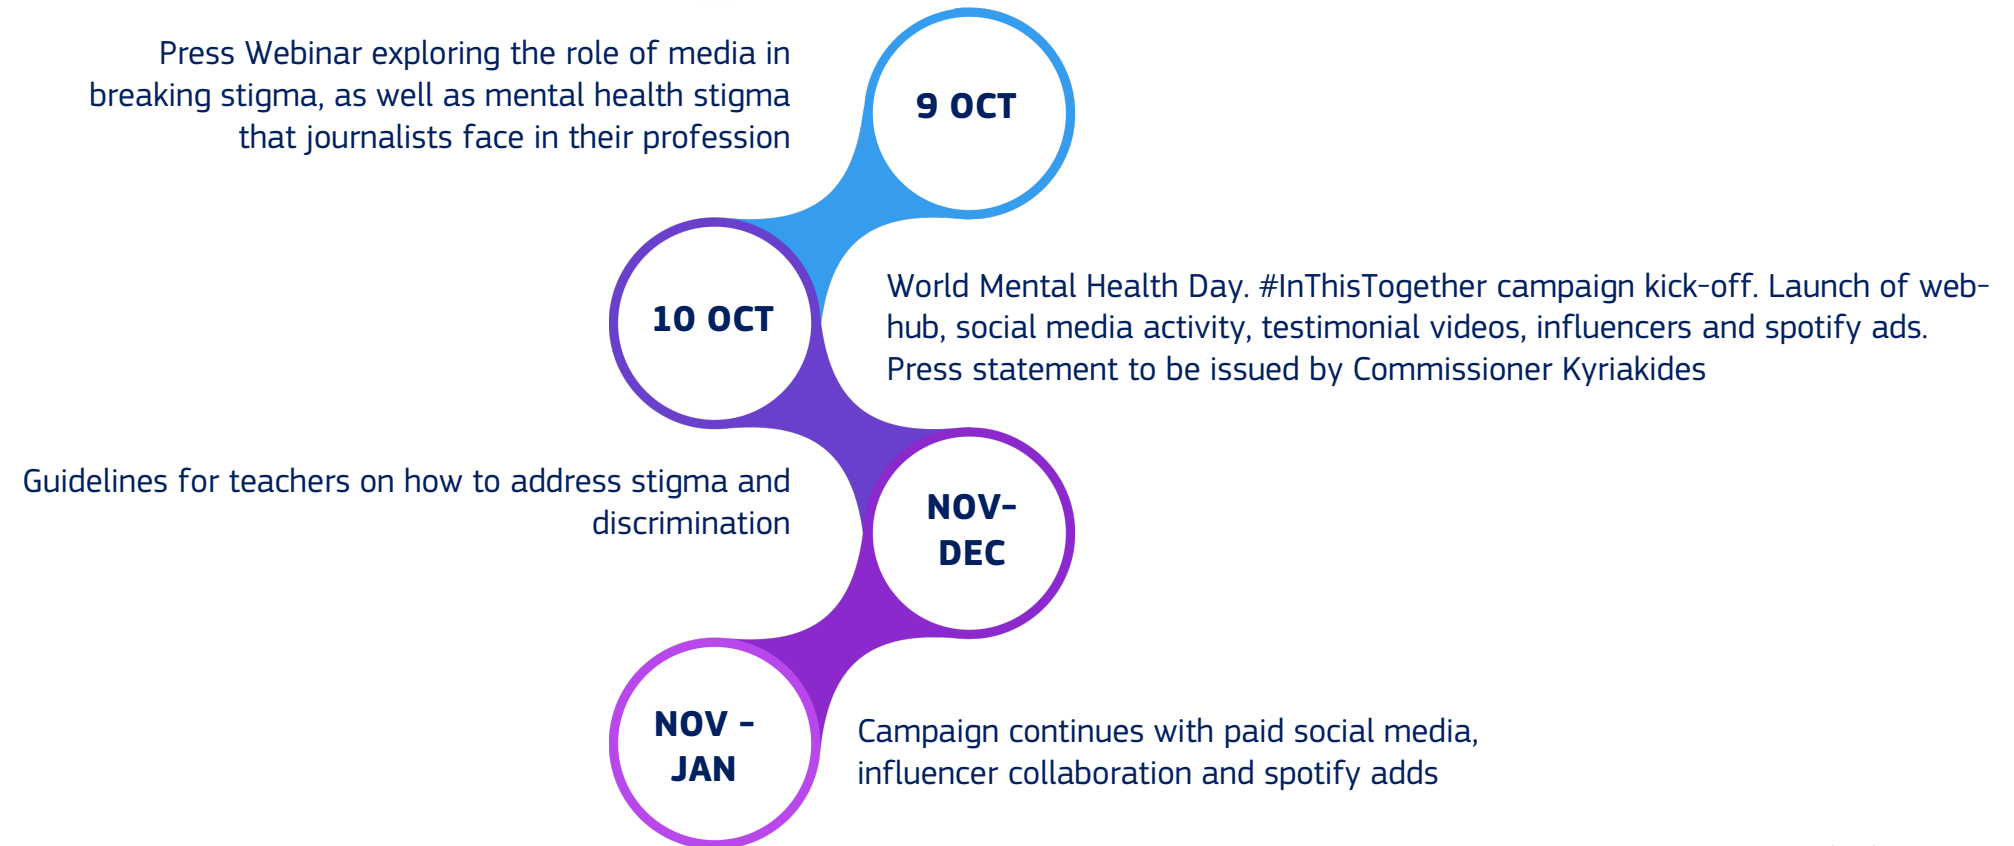 Press Webinar exploring the role of media in
breaking stigma, as well as mental health stigma
that journalists face in their profession
9 OCT
10 OCT
World Mental Health Day. #InThisTogether campaign kick-off. Launch of web-
hub, social media activity, testimonial videos, influencers and spotify ads.
Press statement to be issued by Commissioner Kyriakides
Guidelines for teachers on how to address stigma and
discrimination
NOV-
DEC
NOV -
JAN
Campaign continues with paid social media,
influencer collaboration and spotify adds